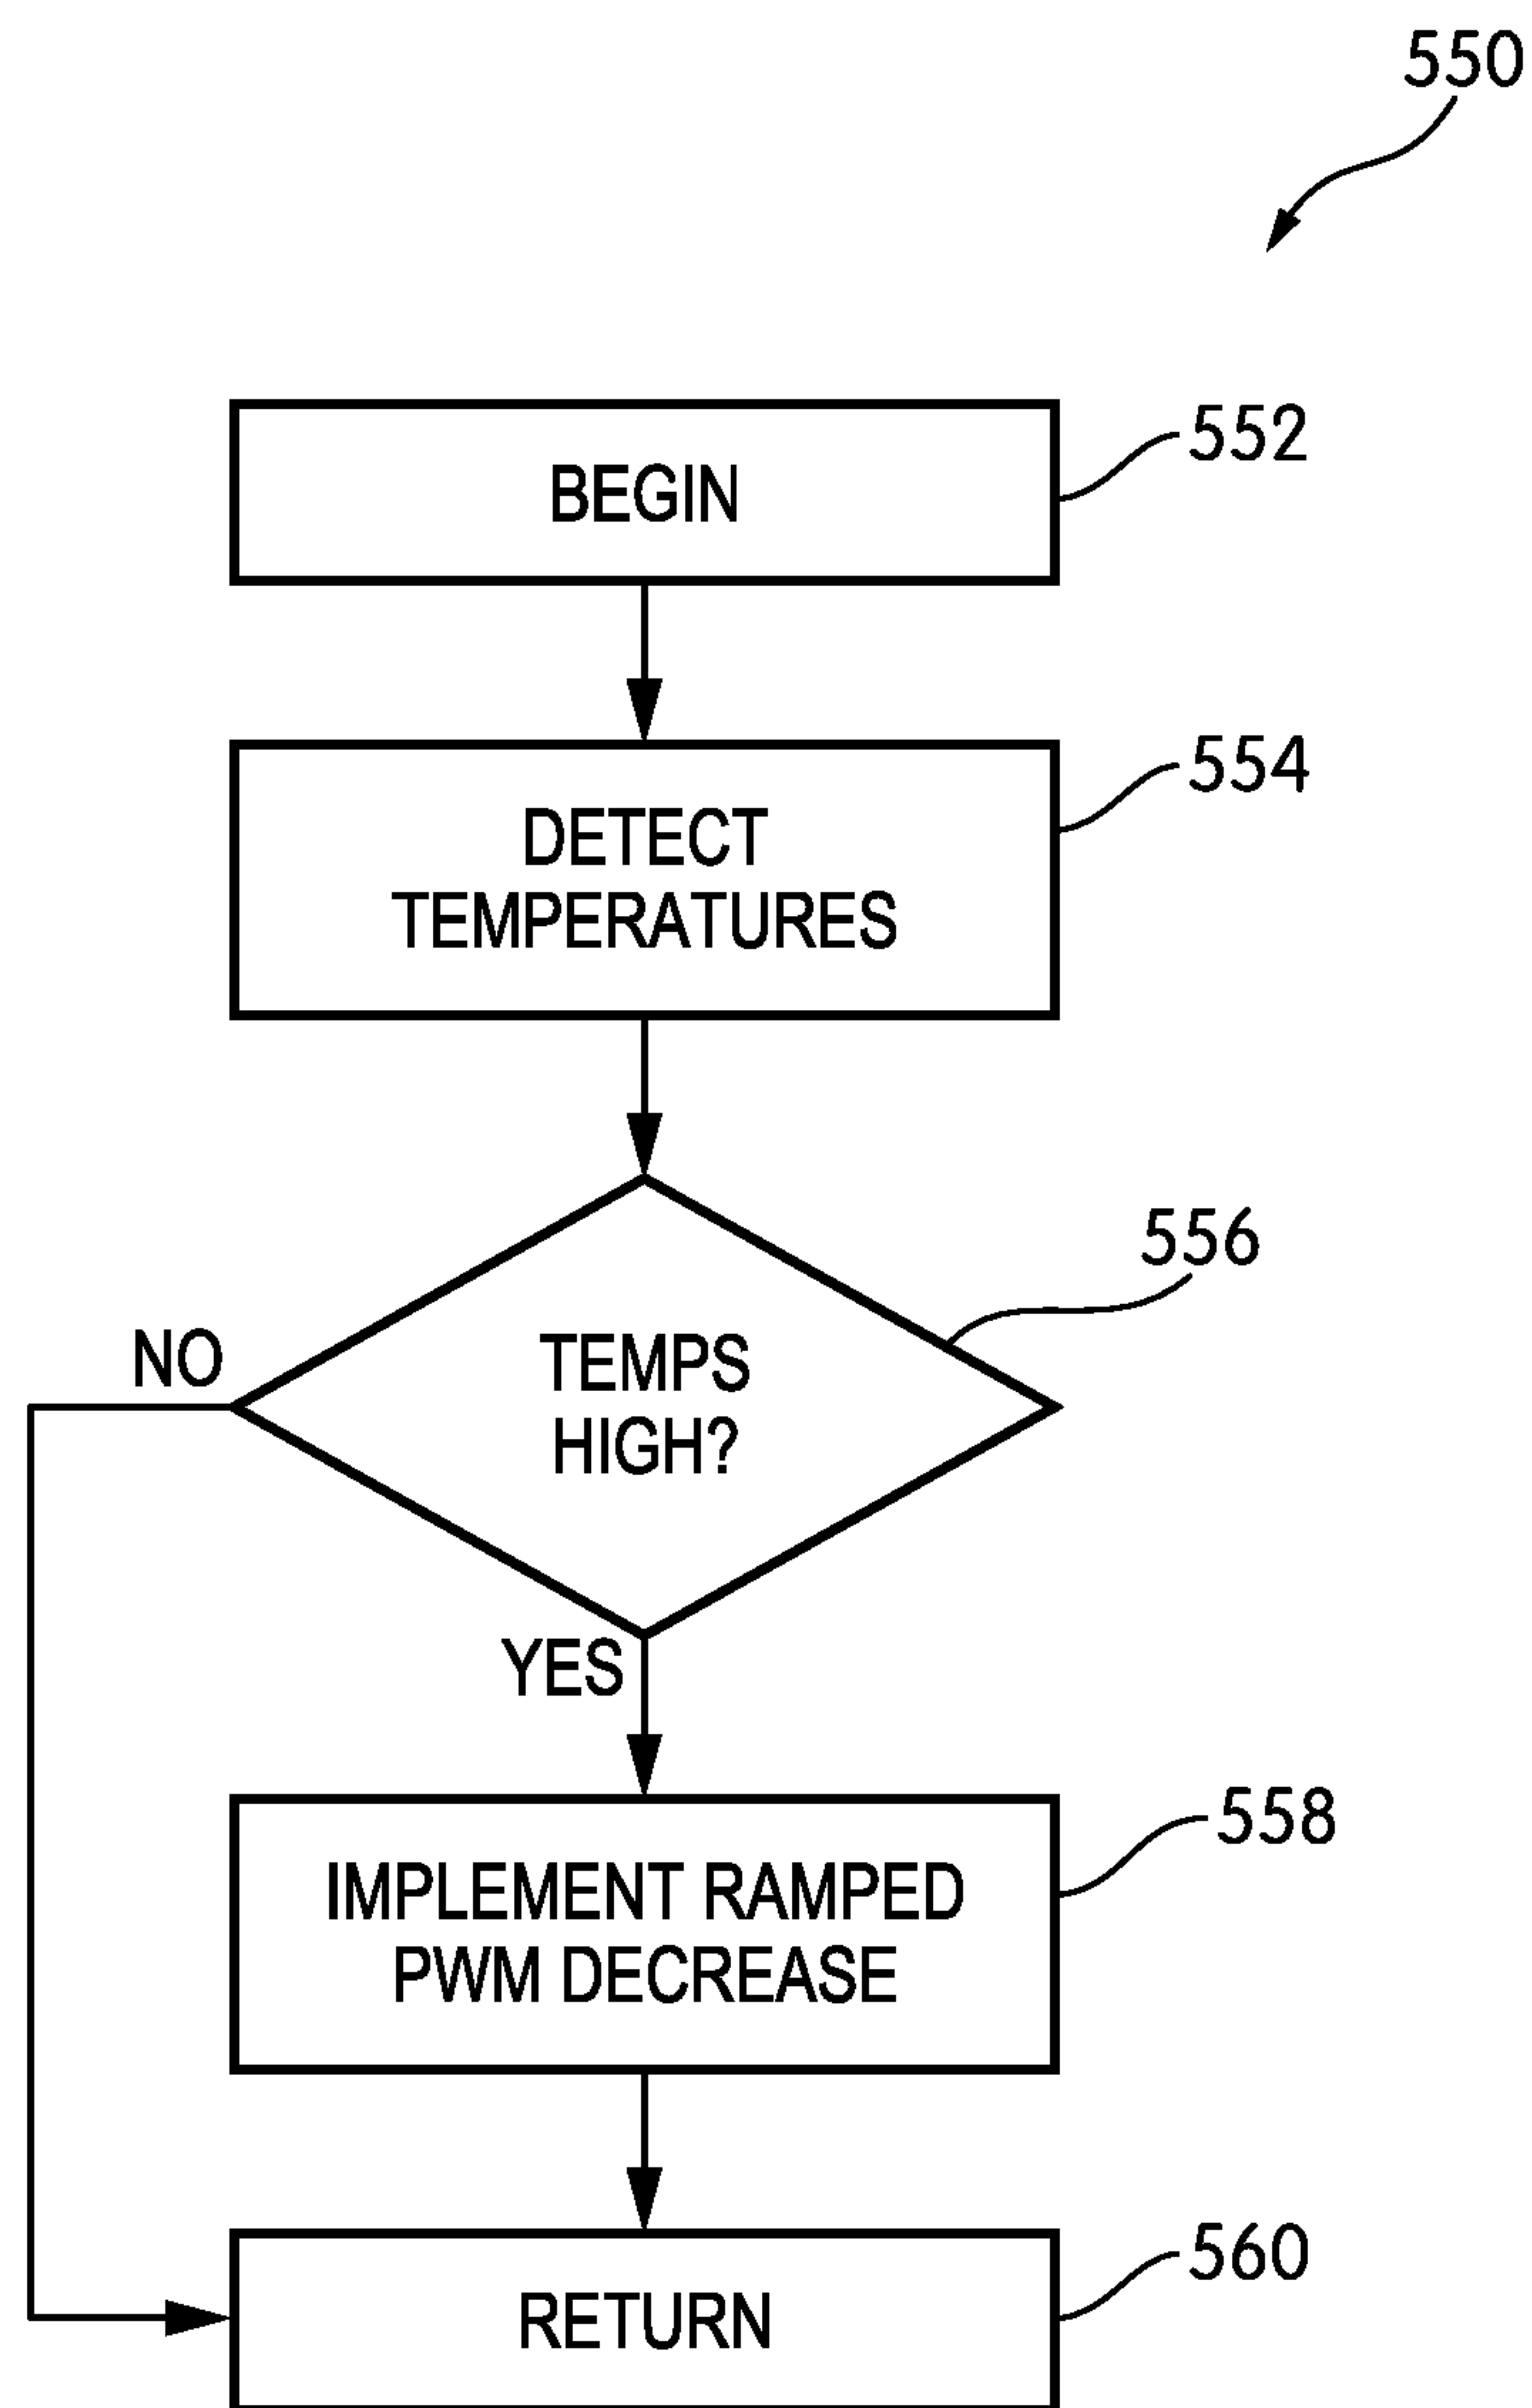 550
BEGIN
552
DETECT
TEMPERATURES
554
556
TEMPS
HIGH?
NO
YES
IMPLEMENT RAMPED
PWM DECREASE
558
RETURN
560